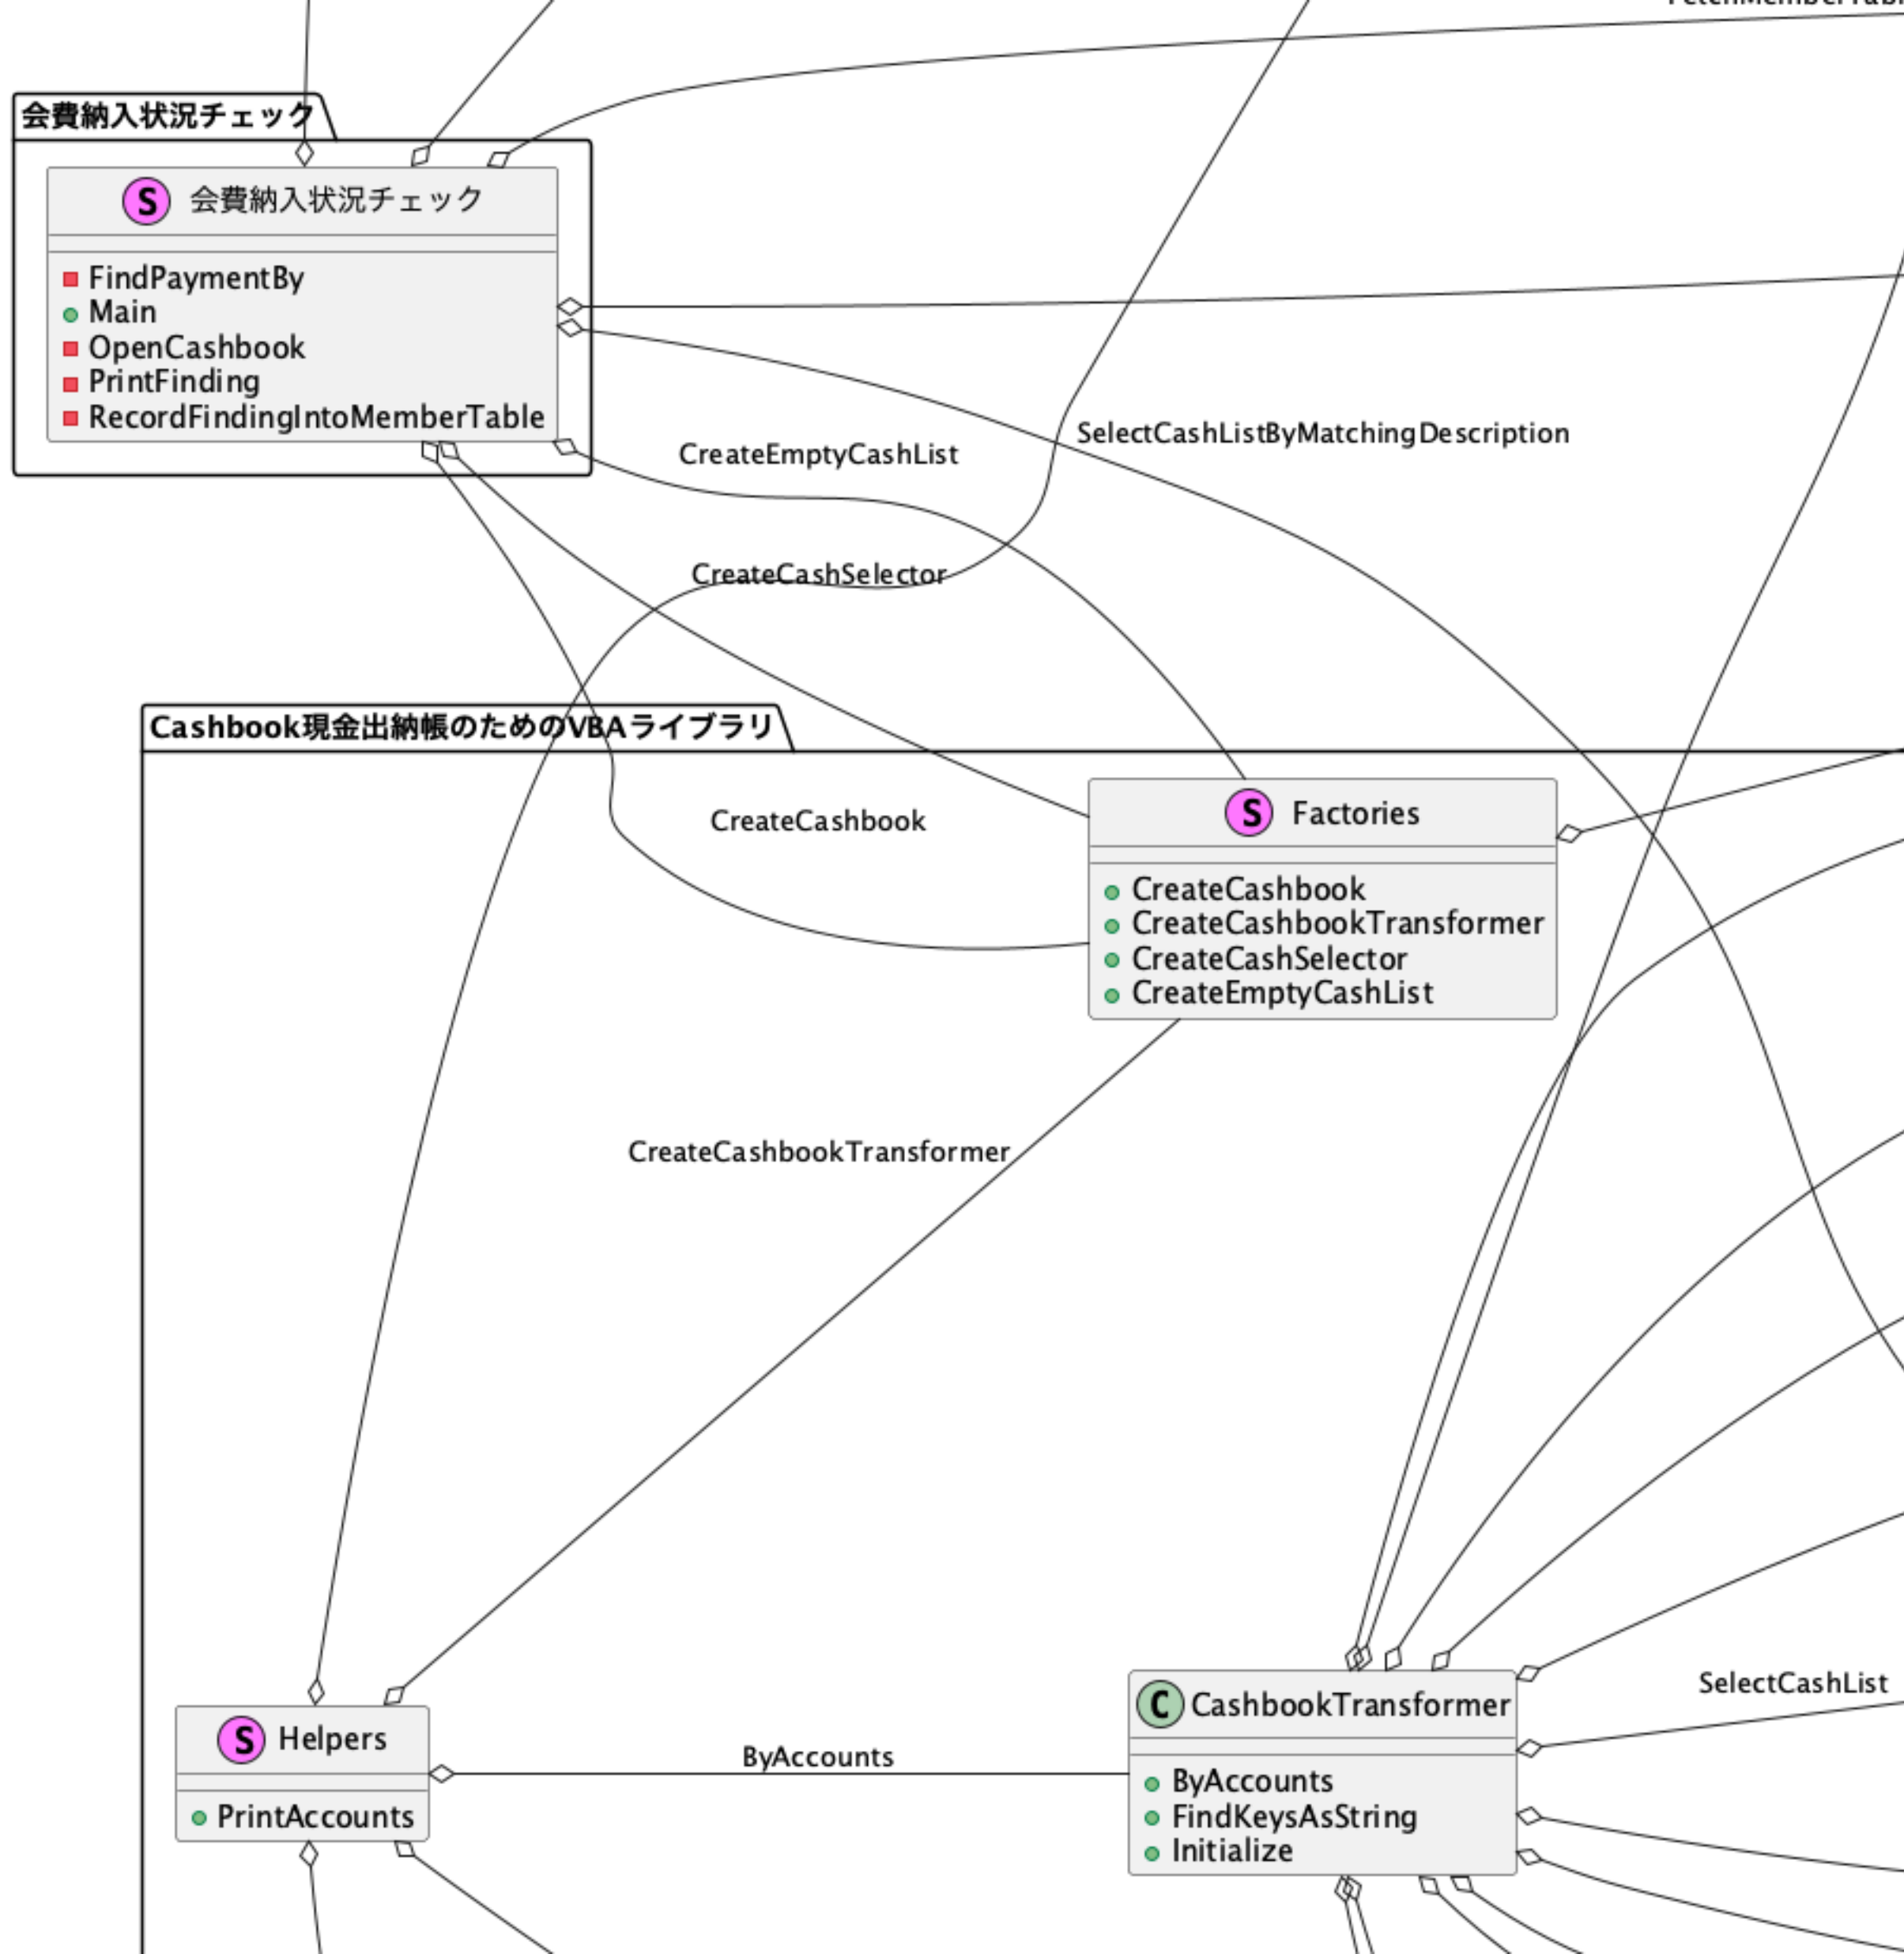 会費納入状況チェック
S 会費納入状況チェック
FindPaymentBy
Main
OpenCashbook
PrintFinding
RecordFindingIntoMemberTable
SelectCashListByMatchingDescription
CreateEmptyCashList
CreateCashSelector
Cashbook現金出納帳のためのVBAライブラリ
CreateCashbook
S Factories
CreateCashbook
CreateCashbookTransformer
CreateCashSelector
CreateEmptyCashList
CreateCashbookTransformer
S Helpers
PrintAccounts
ByAccounts
C CashbookTransformer
ByAccounts
FindKeysAsString
Initialize
SelectCashList